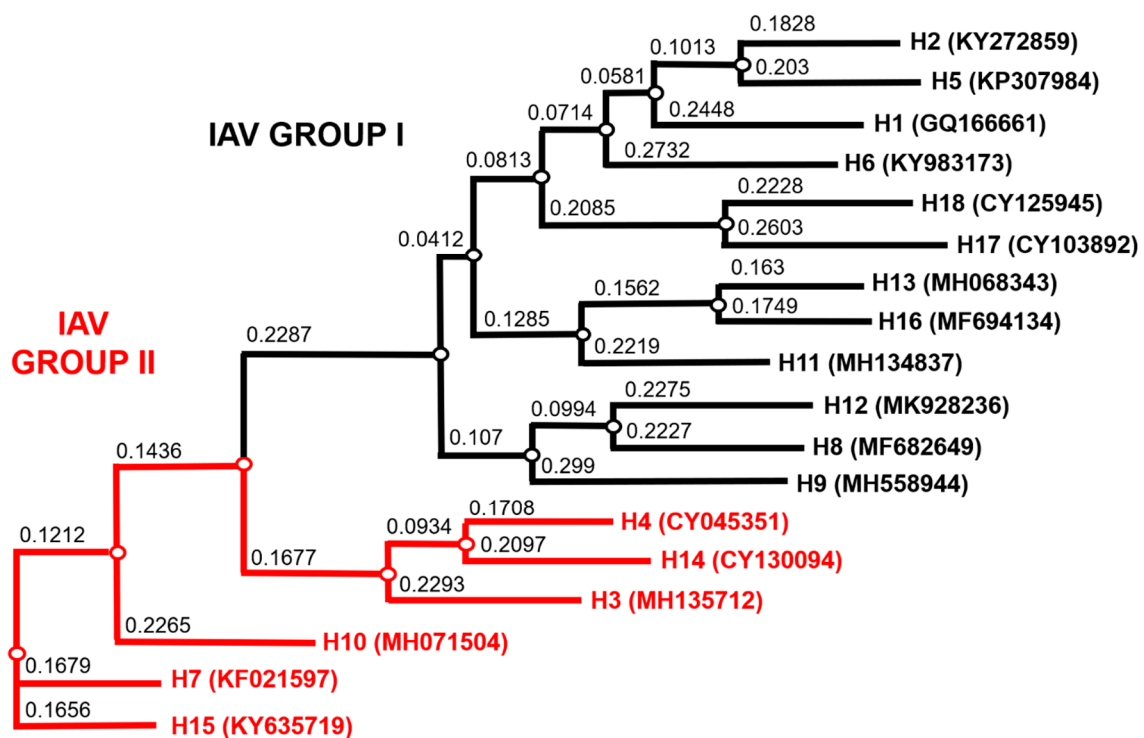 0.1828
H2 (KY272859)
0.1013
0.203
H5 (KP307984)
0.0581
0.2448
H1 (GQ166661)
0.0714
IAV GROUP I
0.2732
H6 (KY983173)
0.0813
0.2228
H18 (CY125945)
0.2085
0.2603
H17 (CY103892)
0.0412
0.163
H13 (MH068343)
0.1562
0.1749
H16 (MF694134)
0.1285
0.2219
H11 (MH134837)
IAV
GROUP II
0.2287
0.2275
H12 (MK928236)
0.0994
0.2227
H8 (MF682649)
0.107
0.299
H9 (MH558944)
0.1436
0.1708
H4 (CY045351)
0.0934
0.2097
H14 (CY130094)
0.1212
0.1677
0.2293
H3 (MH135712)
0.2265
H10 (MH071504)
0.1679
H7 (KF021597)
0.1656
H15 (KY635719)